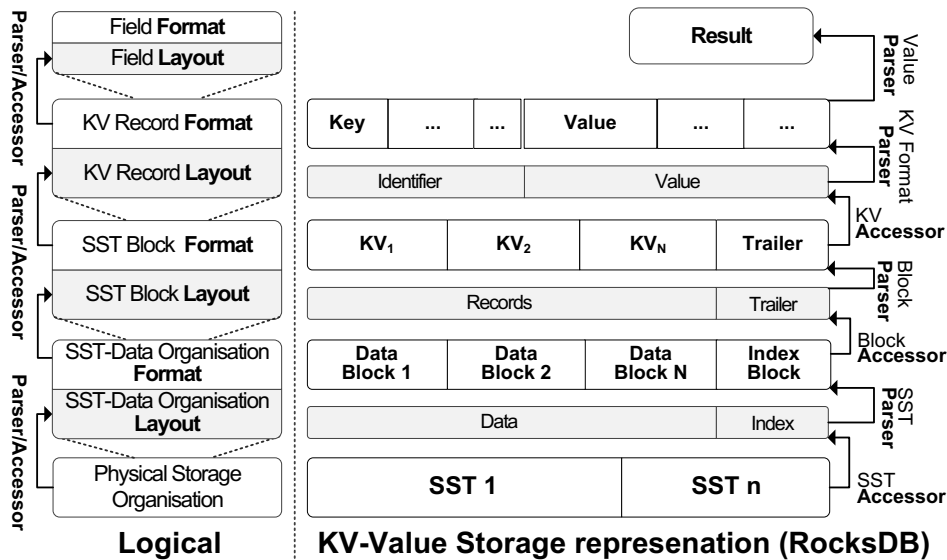 Field Format
Field Layout
KV Record Format
KV Record Layout
SST Block Format
SST Block Layout
SST-Data Organisation
Format
SST-Data Organisation
Layout
Physical Storage
Organisation
Parser/Accessor
Parser/Accessor
Parser/Accessor
Logical
Result
Key ... ... Value ... ...
Identifier Value
KV1 KV2 KVN Trailer
Records Trailer
Data Block 1 Data Block 2 Data Block N Index Block
Data Index
SST 1 SST n
Value
Parser
KV Format
Parser
KV
Accessor
Block
Parser
Block
Accessor
SST
Parser
SST
Accessor
KV-Value Storage represenation (RocksDB)